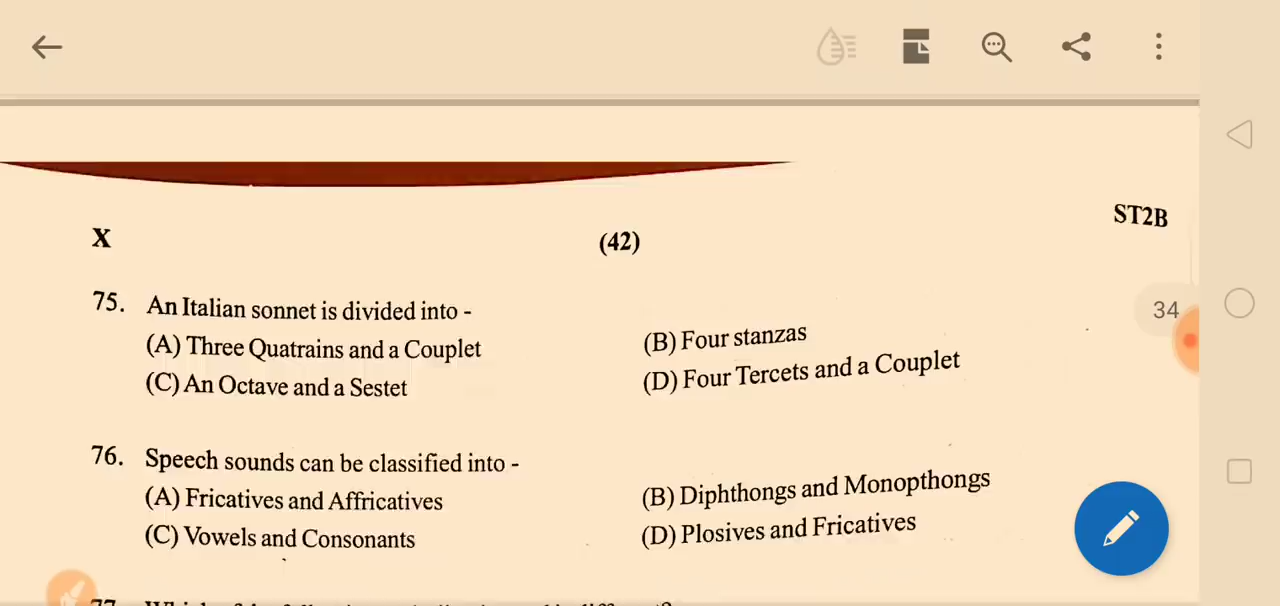 ST2B
X (42)
34
75. An Italian sonnet is divided into -
(A) Three Quatrains and a Couplet (B) Four stanzas
(C) An Octave and a Sestet (D) Four Tercets and a Couplet
76. Speech sounds can be classified into -
(A) Fricatives and Affricatives (B) Diphthongs and Monopthongs
(C) Vowels and Consonants (D) Plosives and Fricatives